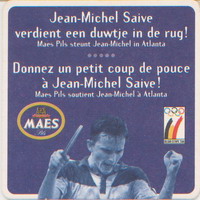 Jean-Michel Saive
verdient een duwtje in de rug!
Maes Pils steunt Jean-Michel in Atlanta
Donnez un petit coup de pouce
à Jean-Michel Saive!
Maes Pils soutient Jean-Michel à Atlanta
MAES